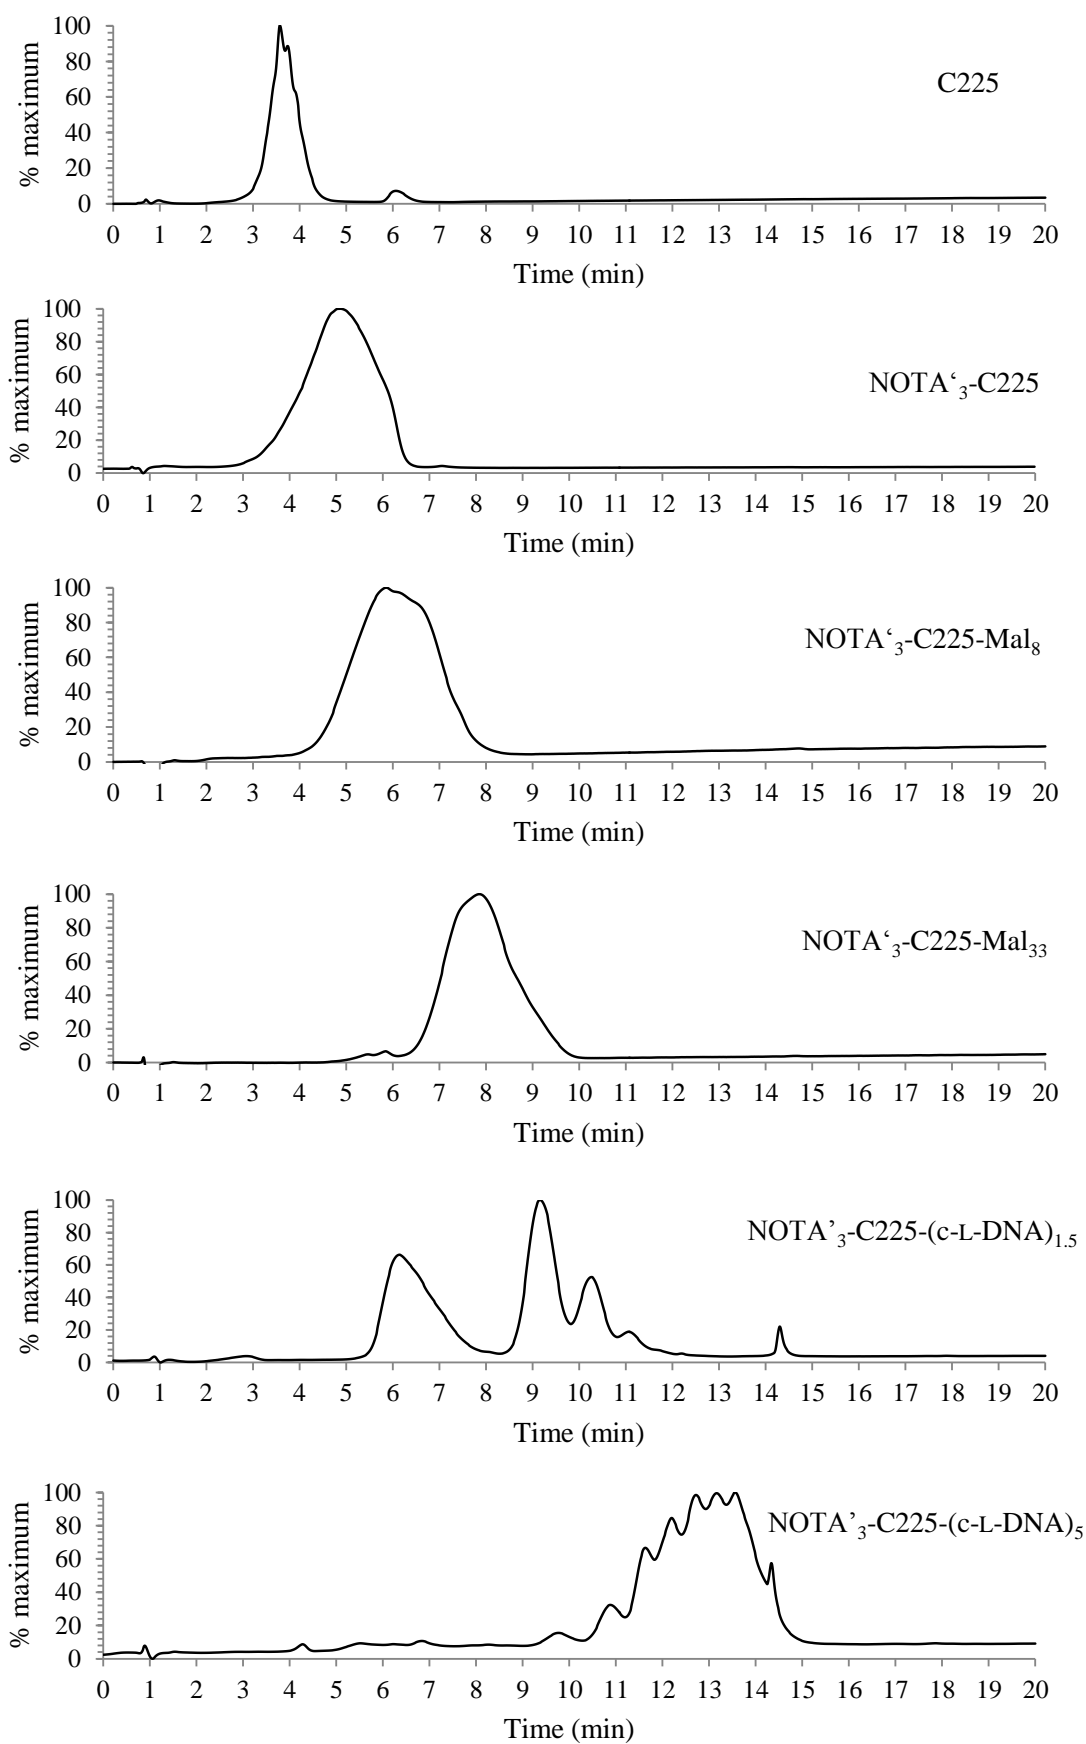 100
80
60
40
20
0
% maximum
C225
0 1 2 3 4 5 6 7 8 9 10 11 12 13 14 15 16 17 18 19 20
Time (min)
100
80
60
40
20
0
% maximum
NOTA‘₃-C225
0 1 2 3 4 5 6 7 8 9 10 11 12 13 14 15 16 17 18 19 20
Time (min)
100
80
60
40
20
0
% maximum
NOTA‘₃-C225-Mal₈
0 1 2 3 4 5 6 7 8 9 10 11 12 13 14 15 16 17 18 19 20
Time (min)
100
80
60
40
20
0
% maximum
NOTA‘₃-C225-Mal₃₃
0 1 2 3 4 5 6 7 8 9 10 11 12 13 14 15 16 17 18 19 20
Time (min)
100
80
60
40
20
0
% maximum
NOTA’₃-C225-(c-L-DNA)₁.₅
0 1 2 3 4 5 6 7 8 9 10 11 12 13 14 15 16 17 18 19 20
Time (min)
100
80
60
40
20
0
% maximum
NOTA’₃-C225-(c-L-DNA)₅
0 1 2 3 4 5 6 7 8 9 10 11 12 13 14 15 16 17 18 19 20
Time (min)